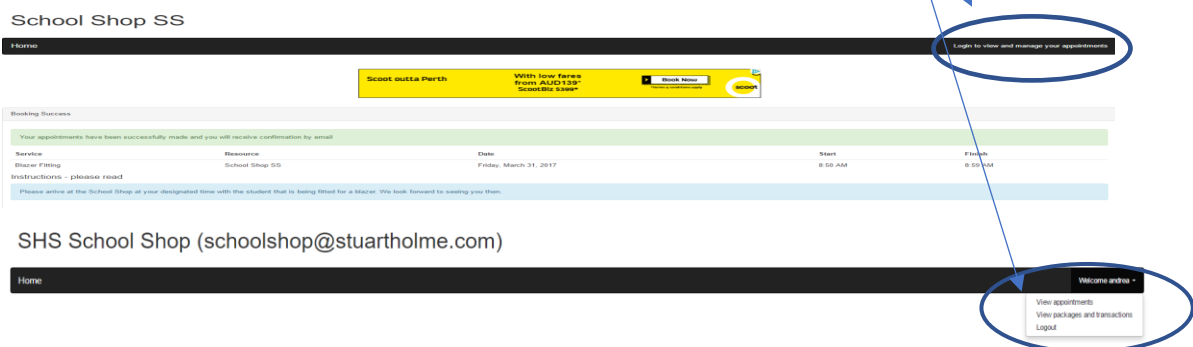 School Shop SS
Home Login to view and manage your appointments
Scoot outta Perth
With low fares
from AUD139*
ScootBiz $399*
Book Now
scoot
Booking Success
Your appointments have been successfully made and you will receive confirmation by email
Service Resource Date Start Finish
Blazer Fitting School Shop SS Friday, March 31, 2017 8:50 AM 8:59 AM
Instructions - please read
Please arrive at the School Shop at your designated time with the student that is being fitted for a blazer. We look forward to seeing you then.
SHS School Shop (schoolshop@stuartholme.com)
Home Welcome andrea
View appointments
View packages and transactions
Logout